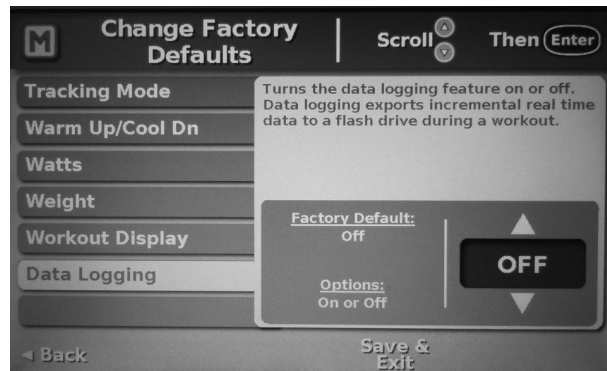 M
Change Factory
Defaults
Scroll
Then Enter
Tracking Mode
Warm Up/Cool Dn
Watts
Weight
Workout Display
Data Logging
Turns the data logging feature on or off.
Data logging exports incremental real time
data to a flash drive during a workout.
Factory Default:
Off
Options:
On or Off
OFF
Back
Save &
Exit